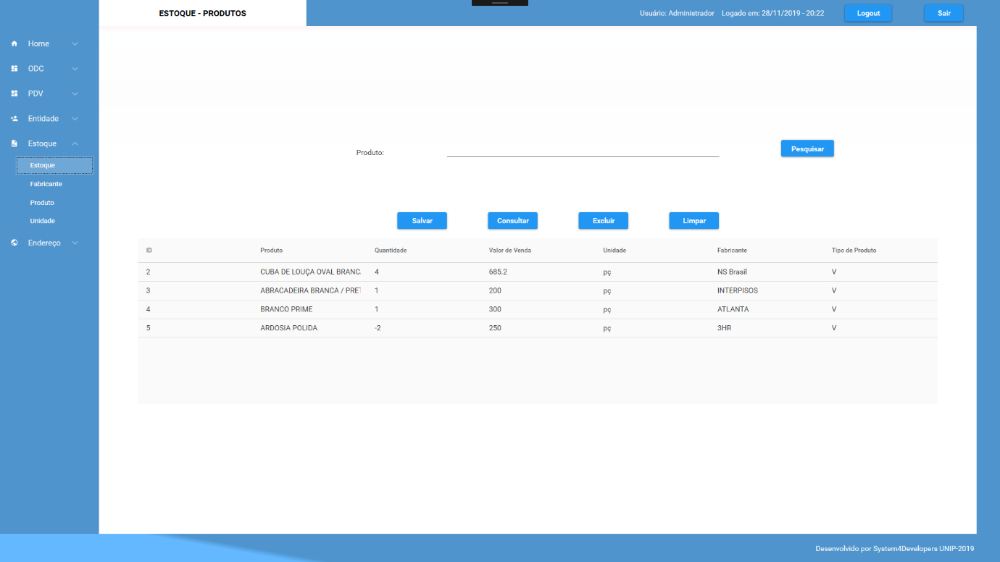 ESTOQUE - PRODUTOS
Usuário: Administrador Logado em: 28/11/2019 - 20:22 Logout Sair
Home
ODC
PDV
Entidade
Estoque
Estoque
Fabricante
Produto
Unidade
Endereço
Produto: Pesquisar
Salvar Consultar Excluir Limpar
ID Produto Quantidade Valor de Venda Unidade Fabricante Tipo de Produto
2 CUBA DE LOUÇA OVAL BRANC 4 685.2 pç NS Brasil V
3 ABRACADEIRA BRANCA / PRET 1 200 pç INTERPISOS V
4 BRANCO PRIME 1 300 pç ATLANTA V
5 ARDOSIA POLIDA -2 250 pç 3HR V
Desenvolvido por System4Developers UNIP-2019